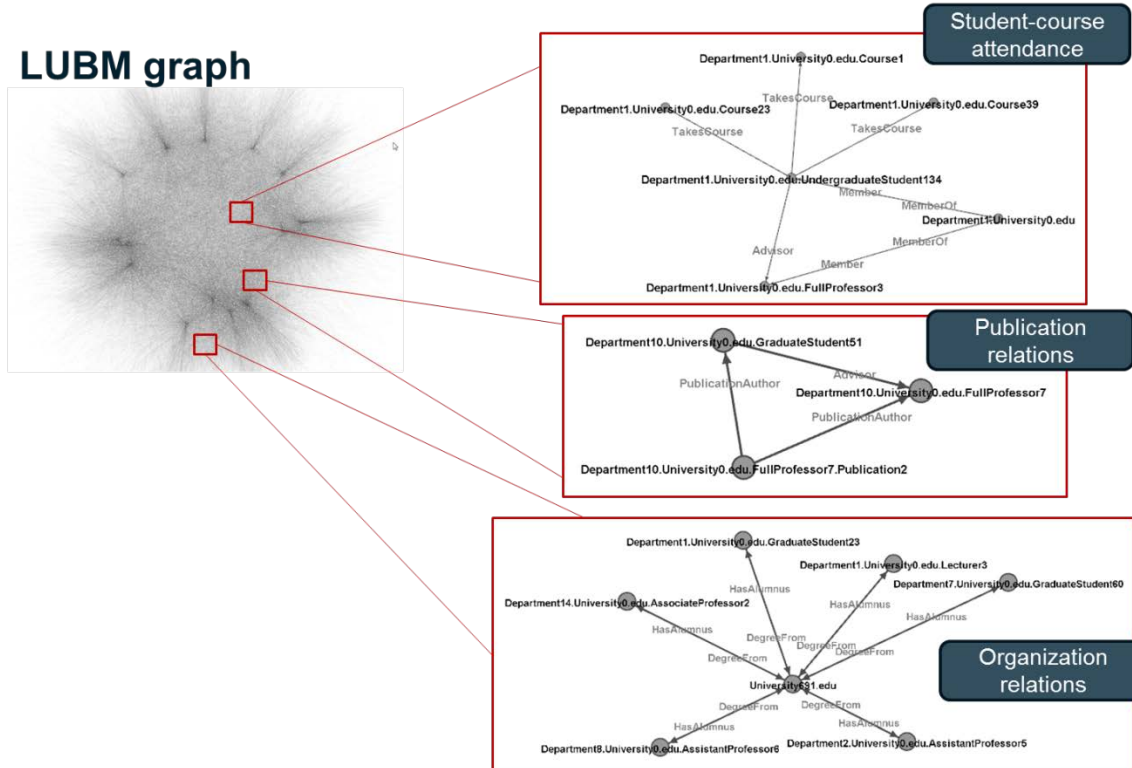 LUBM graph
Student-course
attendance
Department1.University0.edu.Course1
TakesCourse
Department1.University0.edu.Course23
Department1.University0.edu.Course39
TakesCourse
TakesCourse
Department1.University0.edu.UndergraduateStudent134
Member
MemberOf
Department1.University0.edu
Advisor
MemberOf
Member
Department1.University0.edu.FullProfessor3
Publication
relations
Department10.University0.edu.GraduateStudent51
Advisor
PublicationAuthor
Department10.University0.edu.FullProfessor7
PublicationAuthor
Department10.University0.edu.FullProfessor7.Publication2
Department1.University0.edu.GraduateStudent23
Department1.University0.edu.Lecturer3
Department7.University0.edu.GraduateStudent60
HasAlumnus
HasAlumnus
Department14.University0.edu.AssociateProfessor2
HasAlumnus
HasAlumnus
DegreeFrom
DegreeFrom
DegreeFrom
DegreeFrom
Organization
relations
University691.edu
DegreeFrom
DegreeFrom
HasAlumnus
HasAlumnus
Department8.University0.edu.AssistantProfessor6
Department2.University0.edu.AssistantProfessor5